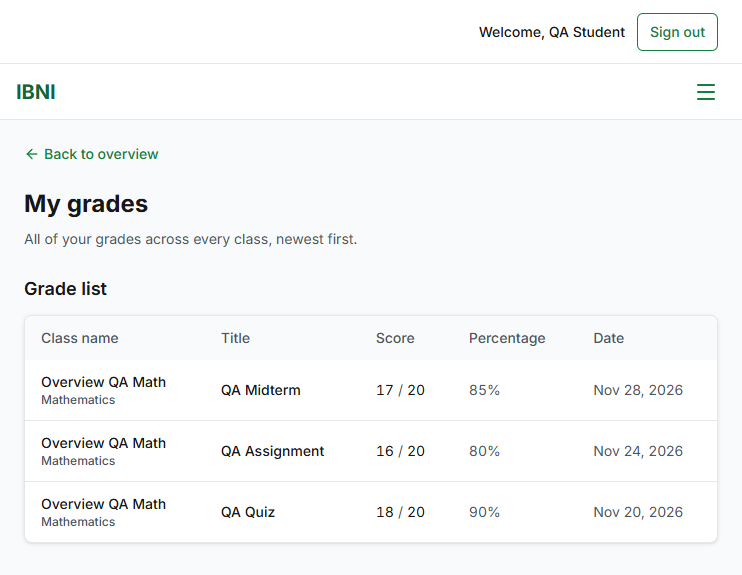 Welcome, QA Student Sign out
IBNI
← Back to overview
My grades
All of your grades across every class, newest first.
Grade list
Class name Title Score Percentage Date
Overview QA Math
Mathematics
QA Midterm 17 / 20 85% Nov 28, 2026
Overview QA Math
Mathematics
QA Assignment 16 / 20 80% Nov 24, 2026
Overview QA Math
Mathematics
QA Quiz 18 / 20 90% Nov 20, 2026